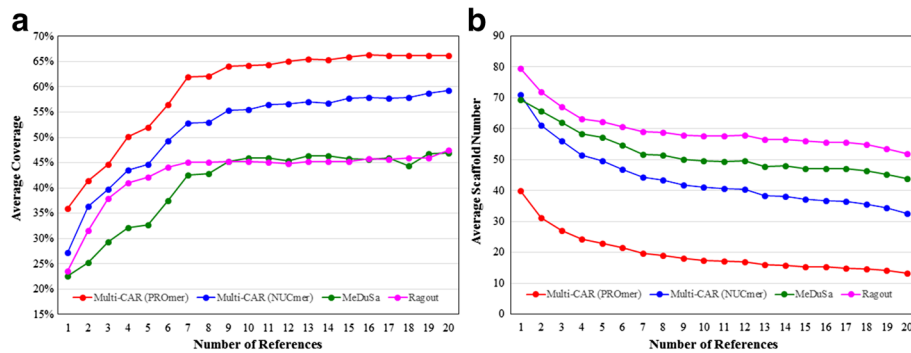 a
70%
65%
60%
55%
50%
45%
40%
35%
30%
25%
20%
15%
Average Coverage
Multi-CAR (PROmer) Multi-CAR (NUCmer) MeDuSa Ragout
1 2 3 4 5 6 7 8 9 10 11 12 13 14 15 16 17 18 19 20
Number of References
b
90
80
70
60
50
40
30
20
10
0
Average Scaffold Number
Multi-CAR (PROmer) Multi-CAR (NUCmer) MeDuSa Ragout
1 2 3 4 5 6 7 8 9 10 11 12 13 14 15 16 17 18 19 20
Number of References